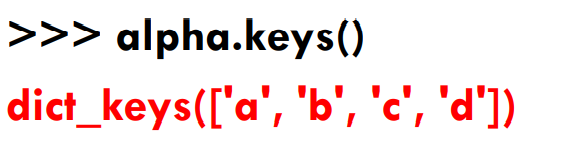 >>> alpha.keys()
dict_keys(['a', 'b', 'c', 'd'])